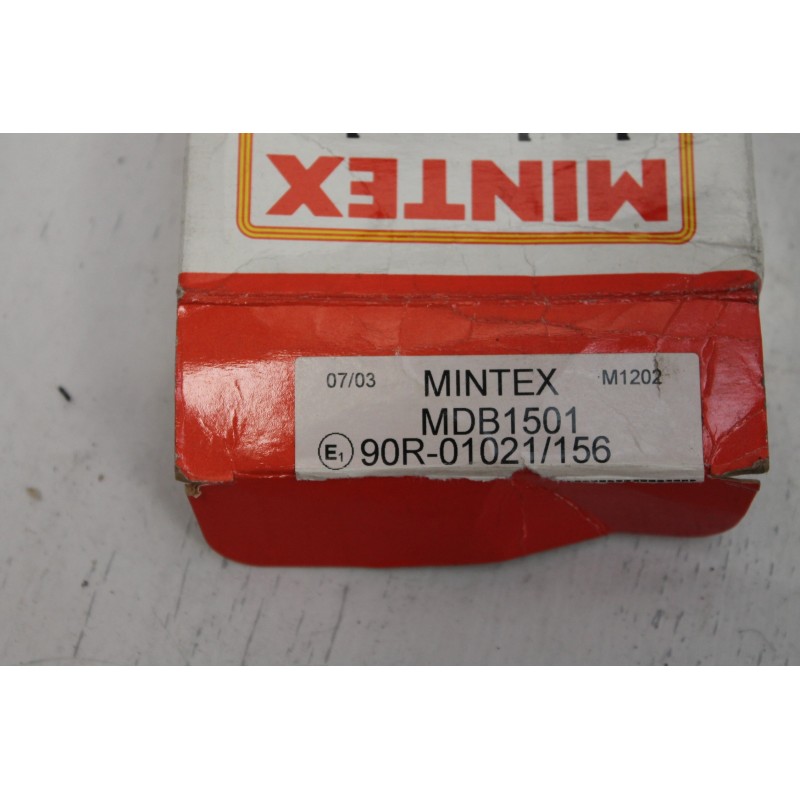 MINTEX
07/03 MINTEX M1202
MDB1501
E1 90R-01021/156